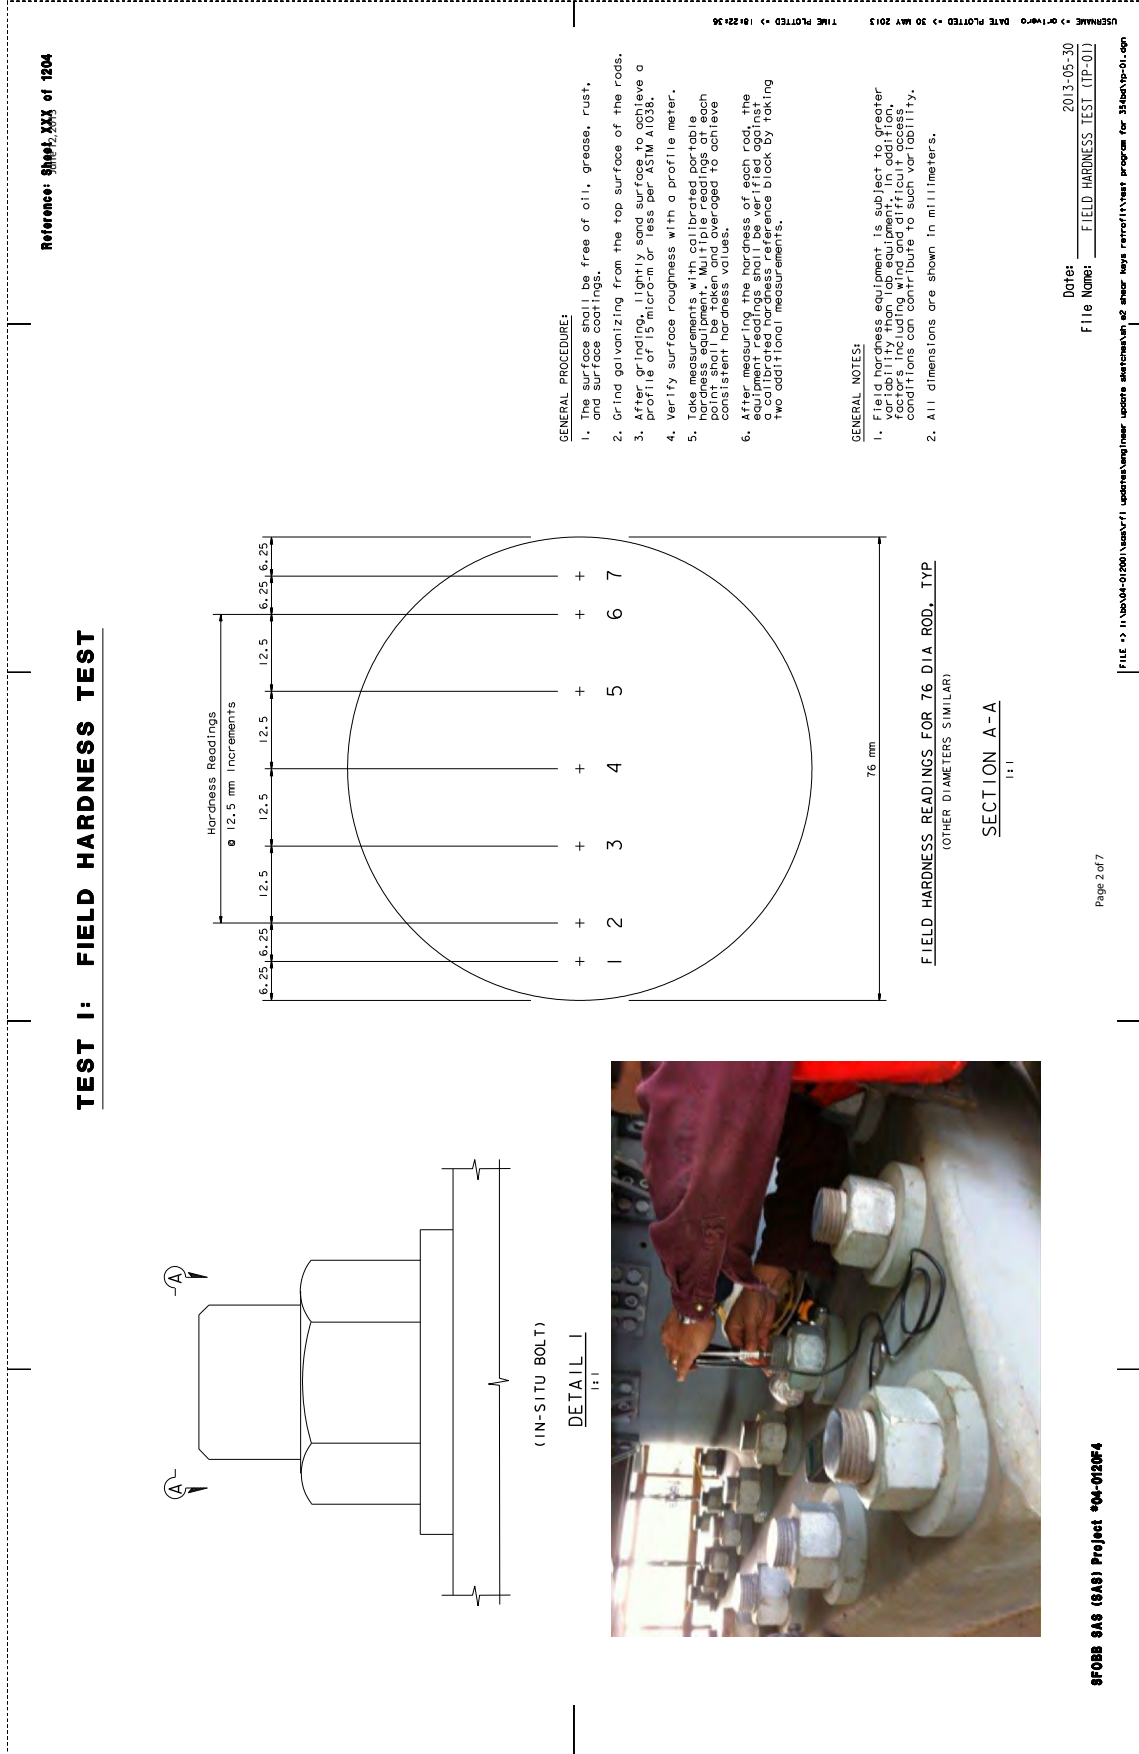 Reference: Sheet XXX of 1204
June 12, 2013
TEST 1: FIELD HARDNESS TEST
A
A
(IN-SITU BOLT)
DETAIL 1
1:1
Hardness Readings
@ 12.5 mm Increments
6.25 6.25 12.5 12.5 12.5 12.5 6.25 6.25
1 2 3 4 5 6 7
76 mm
FIELD HARDNESS READINGS FOR 76 DIA ROD, TYP
(OTHER DIAMETERS SIMILAR)
SECTION A-A
1:1
GENERAL PROCEDURE:
1. The surface shall be free of oil, grease, rust,
and surface coatings.
2. Grind galvanizing from the top surface of the rods.
3. After grinding, lightly sand surface to achieve a
profile of 15 micro-m or less per ASTM A1038.
4. Verify surface roughness with a profile meter.
5. Take measurements with calibrated portable
hardness equipment. Multiple readings at each
point shall be taken and averaged to achieve
consistent hardness values.
6. After measuring the hardness of each rod, the
equipment readings shall be verified against
a calibrated hardness reference block by taking
two additional measurements.
GENERAL NOTES:
1. Field hardness equipment is subject to greater
variability than lab equipment. In addition,
factors including wind and difficult access
conditions can contribute to such variability.
2. All dimensions are shown in millimeters.
Date: 2013-05-30
File Name: FIELD HARDNESS TEST (TP-01)
SFOBB SAS (SAS) Project #04-0120F4
Page 2 of 7
USERNAME => arivero DATE PLOTTED => 30 MAY 2013 TIME PLOTTED => 18:22:36